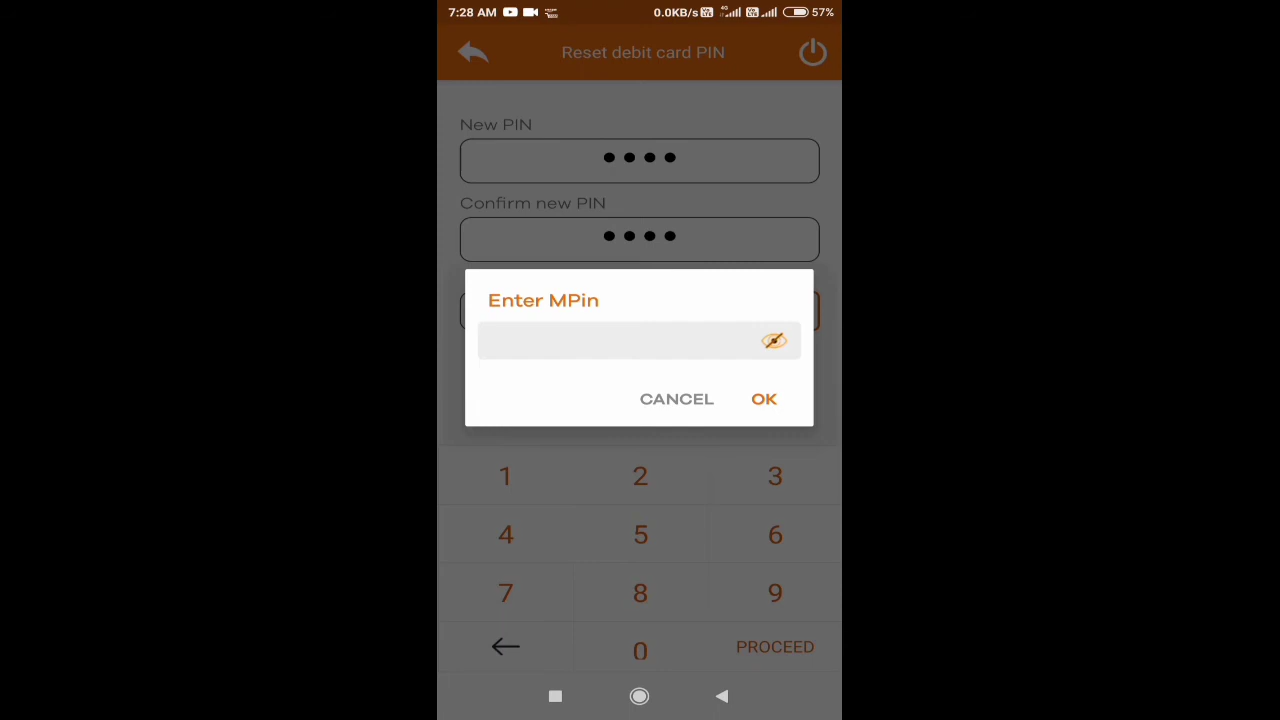 7:28 AM 0.0KB/s 57%
Reset debit card PIN
New PIN
••••
Confirm new PIN
••••
Enter MPin
CANCEL OK
1 2 3
4 5 6
7 8 9
0 PROCEED